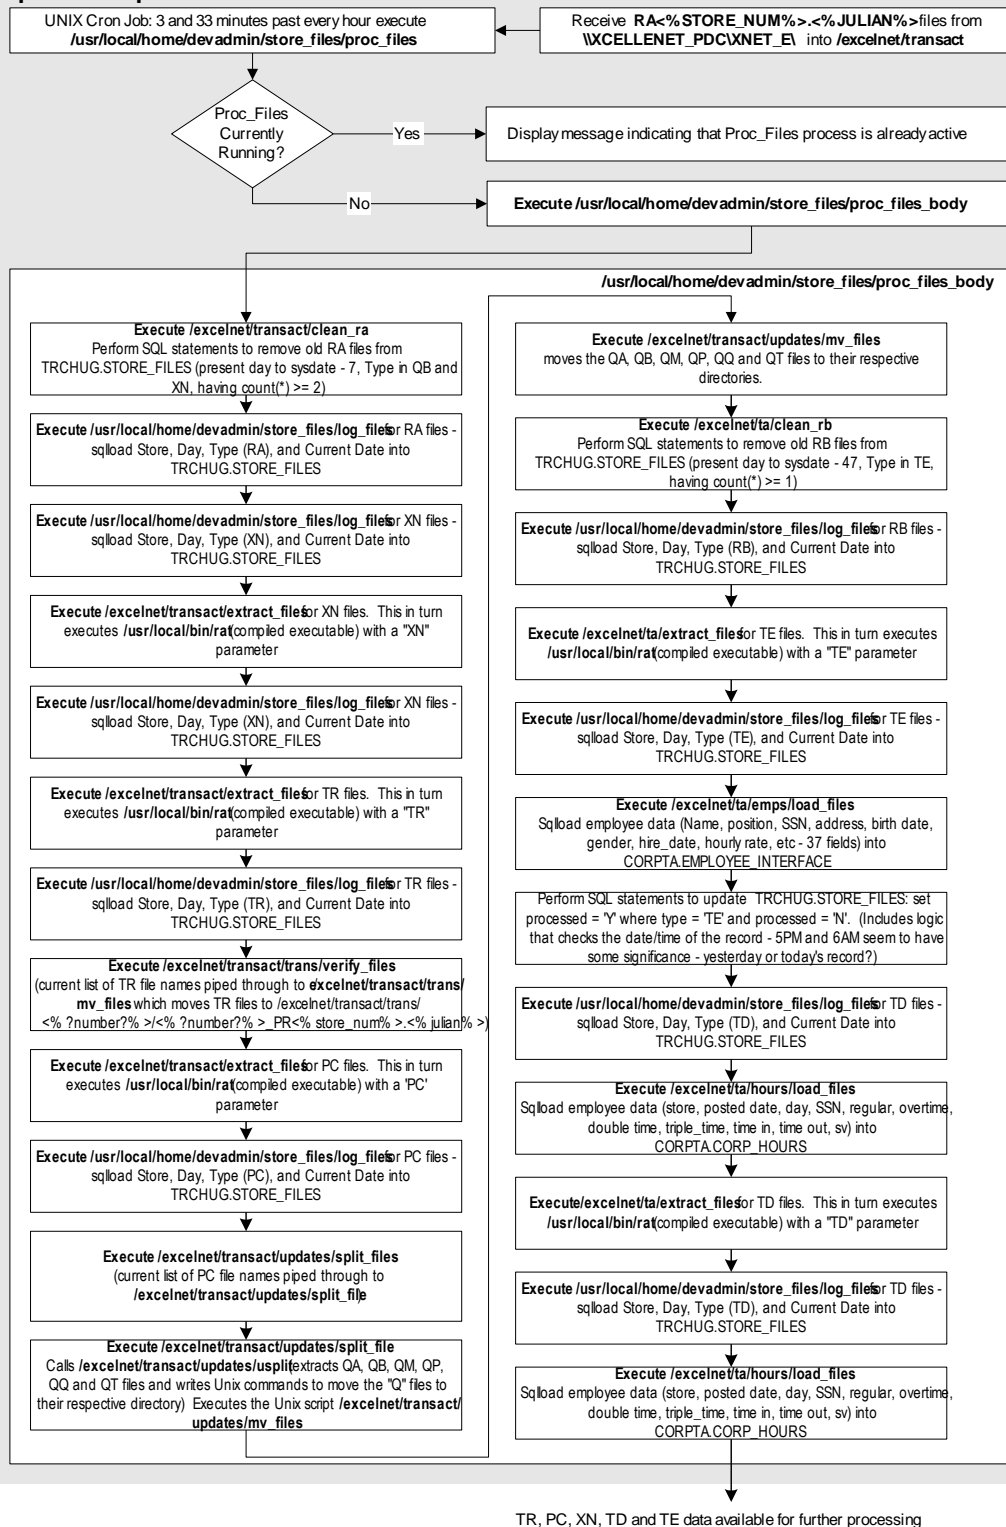 UNIX Cron Job: 3 and 33 minutes past every hour execute
/usr/local/home/devadmin/store_files/proc_files
Receive RA<%STORE_NUM%>.<%JULIAN%>files from
\\XCELLENET_PDC\XNET_E\ into /excelnet/transact
Proc_Files
Currently
Running?
Yes
Display message indicating that Proc_Files process is already active
No
Execute /usr/local/home/devadmin/store_files/proc_files_body
/usr/local/home/devadmin/store_files/proc_files_body
Execute /excelnet/transact/clean_ra
Perform SQL statements to remove old RA files from
TRCHUG.STORE_FILES (present day to sysdate - 7, Type in QB and
XN, having count(*) >= 2)
Execute /usr/local/home/devadmin/store_files/log_files for RA files -
sqlload Store, Day, Type (RA), and Current Date into
TRCHUG.STORE_FILES
Execute /usr/local/home/devadmin/store_files/log_files for XN files -
sqlload Store, Day, Type (XN), and Current Date into
TRCHUG.STORE_FILES
Execute /excelnet/transact/extract_files for XN files. This in turn
executes /usr/local/bin/rat (compiled executable) with a "XN"
parameter
Execute /usr/local/home/devadmin/store_files/log_files for XN files -
sqlload Store, Day, Type (XN), and Current Date into
TRCHUG.STORE_FILES
Execute /excelnet/transact/extract_files for TR files. This in turn
executes /usr/local/bin/rat (compiled executable) with a "TR"
parameter
Execute /usr/local/home/devadmin/store_files/log_files for TR files -
sqlload Store, Day, Type (TR), and Current Date into
TRCHUG.STORE_FILES
Execute /excelnet/transact/trans/verify_files
(current list of TR file names piped through to excelnet/transact/trans/
mv_files which moves TR files to /excelnet/transact/trans/
<% ?number?% >/<% ?number?% >_PR<% store_num% >.<% julian% >)
Execute /excelnet/transact/extract_files for PC files. This in turn
executes /usr/local/bin/rat (compiled executable) with a 'PC'
parameter
Execute /usr/local/home/devadmin/store_files/log_files for PC files -
sqlload Store, Day, Type (PC), and Current Date into
TRCHUG.STORE_FILES
Execute /excelnet/transact/updates/split_files
(current list of PC file names piped through to
/excelnet/transact/updates/split_file)
Execute /excelnet/transact/updates/split_file
Calls /excelnet/transact/updates/usplit (extracts QA, QB, QM, QP,
QQ and QT files and writes Unix commands to move the "Q" files to
their respective directory) Executes the Unix script /excelnet/transact/
updates/mv_files
Execute /excelnet/transact/updates/mv_files
moves the QA, QB, QM, QP, QQ and QT files to their respective
directories.
Execute /excelnet/ta/clean_rb
Perform SQL statements to remove old RB files from
TRCHUG.STORE_FILES (present day to sysdate - 47, Type in TE,
having count(*) >= 1)
Execute /usr/local/home/devadmin/store_files/log_files for RB files -
sqlload Store, Day, Type (RB), and Current Date into
TRCHUG.STORE_FILES
Execute /excelnet/ta/extract_files for TE files. This in turn executes
/usr/local/bin/rat (compiled executable) with a "TE" parameter
Execute /usr/local/home/devadmin/store_files/log_files for TE files -
sqlload Store, Day, Type (TE), and Current Date into
TRCHUG.STORE_FILES
Execute /excelnet/ta/emps/load_files
Sqlload employee data (Name, position, SSN, address, birth date,
gender, hire_date, hourly rate, etc - 37 fields) into
CORPTA.EMPLOYEE_INTERFACE
Perform SQL statements to update TRCHUG.STORE_FILES: set
processed = 'Y' where type = 'TE' and processed = 'N'. (Includes logic
that checks the date/time of the record - 5PM and 6AM seem to have
some significance - yesterday or today's record?)
Execute /usr/local/home/devadmin/store_files/log_files for TD files -
sqlload Store, Day, Type (TD), and Current Date into
TRCHUG.STORE_FILES
Execute /excelnet/ta/hours/load_files
Sqlload employee data (store, posted date, day, SSN, regular, overtime,
double time, triple_time, time in, time out, sv) into
CORPTA.CORP_HOURS
Execute/excelnet/ta/extract_files for TD files. This in turn executes
/usr/local/bin/rat (compiled executable) with a "TD" parameter
Execute /usr/local/home/devadmin/store_files/log_files for TD files -
sqlload Store, Day, Type (TD), and Current Date into
TRCHUG.STORE_FILES
Execute /excelnet/ta/hours/load_files
Sqlload employee data (store, posted date, day, SSN, regular, overtime,
double time, triple_time, time in, time out, sv) into
CORPTA.CORP_HOURS
TR, PC, XN, TD and TE data available for further processing